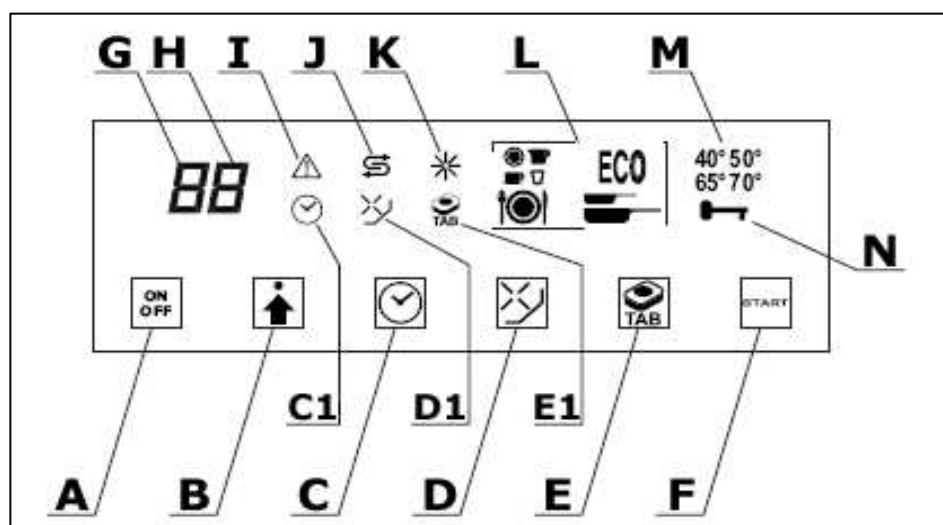 G H I J K L M
88 ECO 40° 50°
65° 70°
TAB
N
ON
OFF
TAB
START
C1 D1 E1
A B C D E F